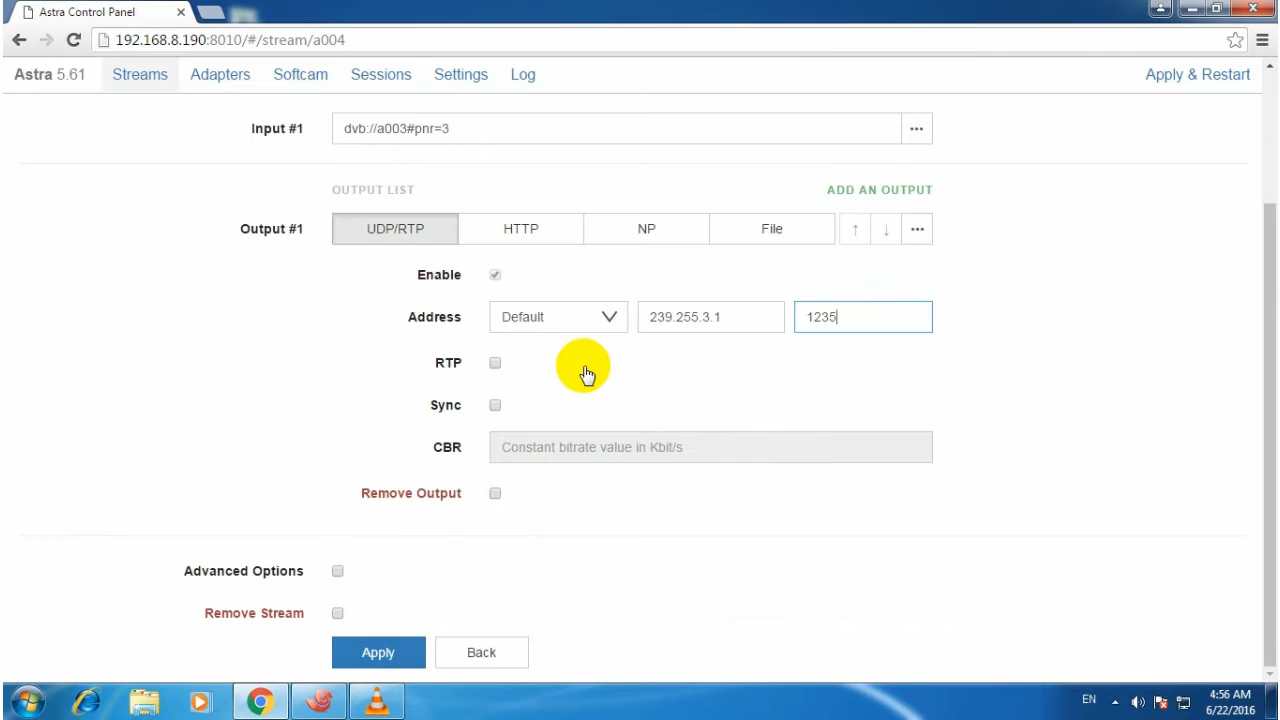 Astra Control Panel
192.168.8.190:8010/#/stream/a004
Astra 5.61 Streams Adapters Softcam Sessions Settings Log Apply & Restart
Input #1 dvb://a003#pnr=3
OUTPUT LIST ADD AN OUTPUT
Output #1 UDP/RTP HTTP NP File
Enable
Address Default 239.255.3.1 1235
RTP
Sync
CBR Constant bitrate value in Kbit/s
Remove Output
Advanced Options
Remove Stream
Apply Back
EN 4:56 AM
6/22/2016